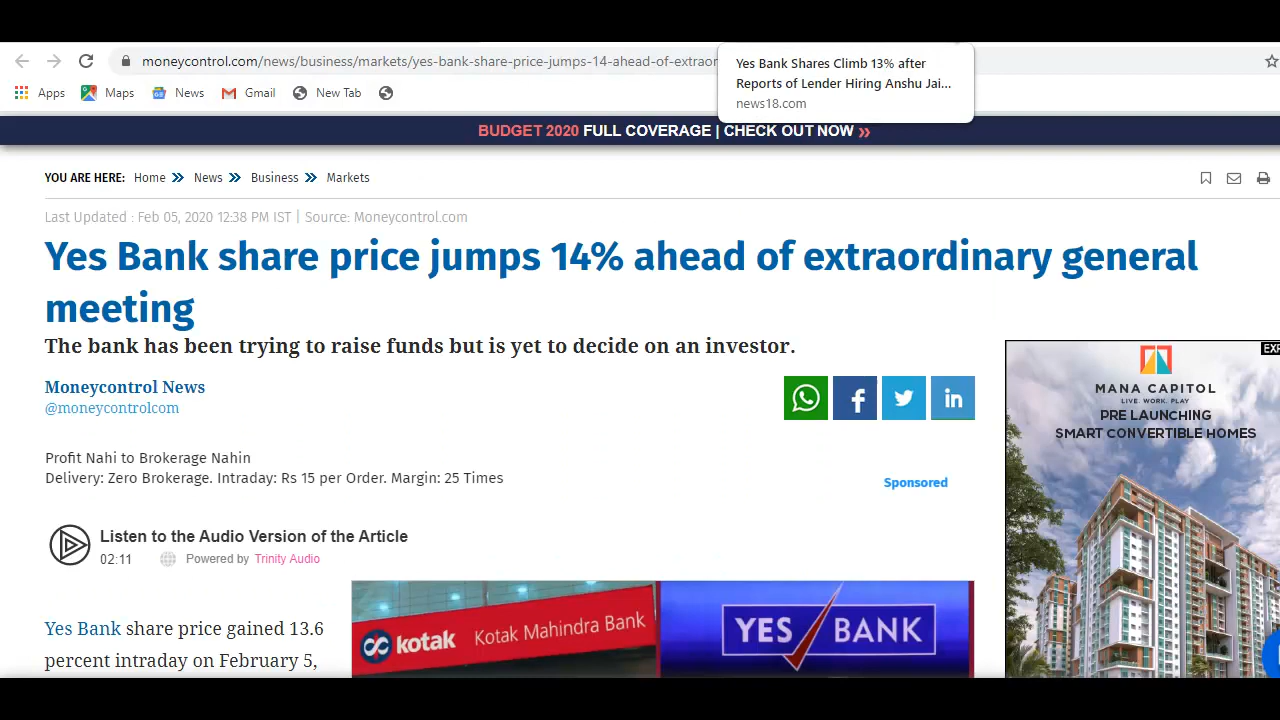 moneycontrol.com/news/business/markets/yes-bank-share-price-jumps-14-ahead-of-extraor
Yes Bank Shares Climb 13% after
Reports of Lender Hiring Anshu Jai...
news18.com
Apps Maps News Gmail New Tab
BUDGET 2020 FULL COVERAGE | CHECK OUT NOW »
YOU ARE HERE: Home » News » Business » Markets
Last Updated : Feb 05, 2020 12:38 PM IST | Source: Moneycontrol.com
Yes Bank share price jumps 14% ahead of extraordinary general
meeting
The bank has been trying to raise funds but is yet to decide on an investor.
Moneycontrol News
@moneycontrolcom
Profit Nahi to Brokerage Nahin
Delivery: Zero Brokerage. Intraday: Rs 15 per Order. Margin: 25 Times
Sponsored
Listen to the Audio Version of the Article
02:11 Powered by Trinity Audio
Yes Bank share price gained 13.6
percent intraday on February 5,
kotak Kotak Mahindra Bank
YES BANK
MANA CAPITOL
LIVE. WORK. PLAY
PRE LAUNCHING
SMART CONVERTIBLE HOMES